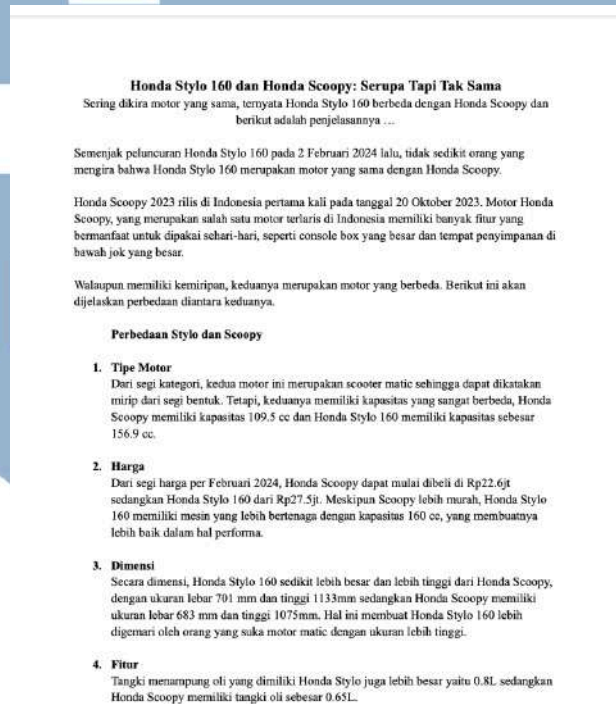 Honda Stylo 160 dan Honda Scoopy: Serupa Tapi Tak Sama
Sering dikira motor yang sama, ternyata Honda Stylo 160 berbeda dengan Honda Scoopy dan
berikut adalah penjelasannya ...
Semenjak peluncuran Honda Stylo 160 pada 2 Februari 2024 lalu, tidak sedikit orang yang
mengira bahwa Honda Stylo 160 merupakan motor yang sama dengan Honda Scoopy.
Honda Scoopy 2023 rilis di Indonesia pertama kali pada tanggal 20 Oktober 2023. Motor Honda
Scoopy, yang merupakan salah satu motor terlaris di Indonesia memiliki banyak fitur yang
bermanfaat untuk dipakai sehari-hari, seperti console box yang besar dan tempat penyimpanan di
bawah jok yang besar.
Walaupun memiliki kemiripan, keduanya merupakan motor yang berbeda. Berikut ini akan
dijelaskan perbedaan diantara keduanya.
Perbedaan Stylo dan Scoopy
1. Tipe Motor
Dari segi kategori, kedua motor ini merupakan scooter matic sehingga dapat dikatakan
mirip dari segi bentuk. Tetapi, keduanya memiliki kapasitas yang sangat berbeda, Honda
Scoopy memiliki kapasitas 109.5 cc dan Honda Stylo 160 memiliki kapasitas sebesar
156.9 cc.
2. Harga
Dari segi harga per Februari 2024, Honda Scoopy dapat mulai dibeli di Rp22.6jt
sedangkan Honda Stylo 160 dari Rp27.5jt. Meskipun Scoopy lebih murah, Honda Stylo
160 memiliki mesin yang lebih bertenaga dengan kapasitas 160 cc, yang membuatnya
lebih baik dalam hal performa.
3. Dimensi
Secara dimensi, Honda Stylo 160 sedikit lebih besar dan lebih tinggi dari Honda Scoopy,
dengan ukuran lebar 701 mm dan tinggi 1133mm sedangkan Honda Scoopy memiliki
ukuran lebar 683 mm dan tinggi 1075mm. Hal ini membuat Honda Stylo 160 lebih
digemari oleh orang yang suka motor matic dengan ukuran lebih tinggi.
4. Fitur
Tangki menampung oli yang dimiliki Honda Stylo juga lebih besar yaitu 0.8L sedangkan
Honda Scoopy memiliki tangki oli sebesar 0.65L.